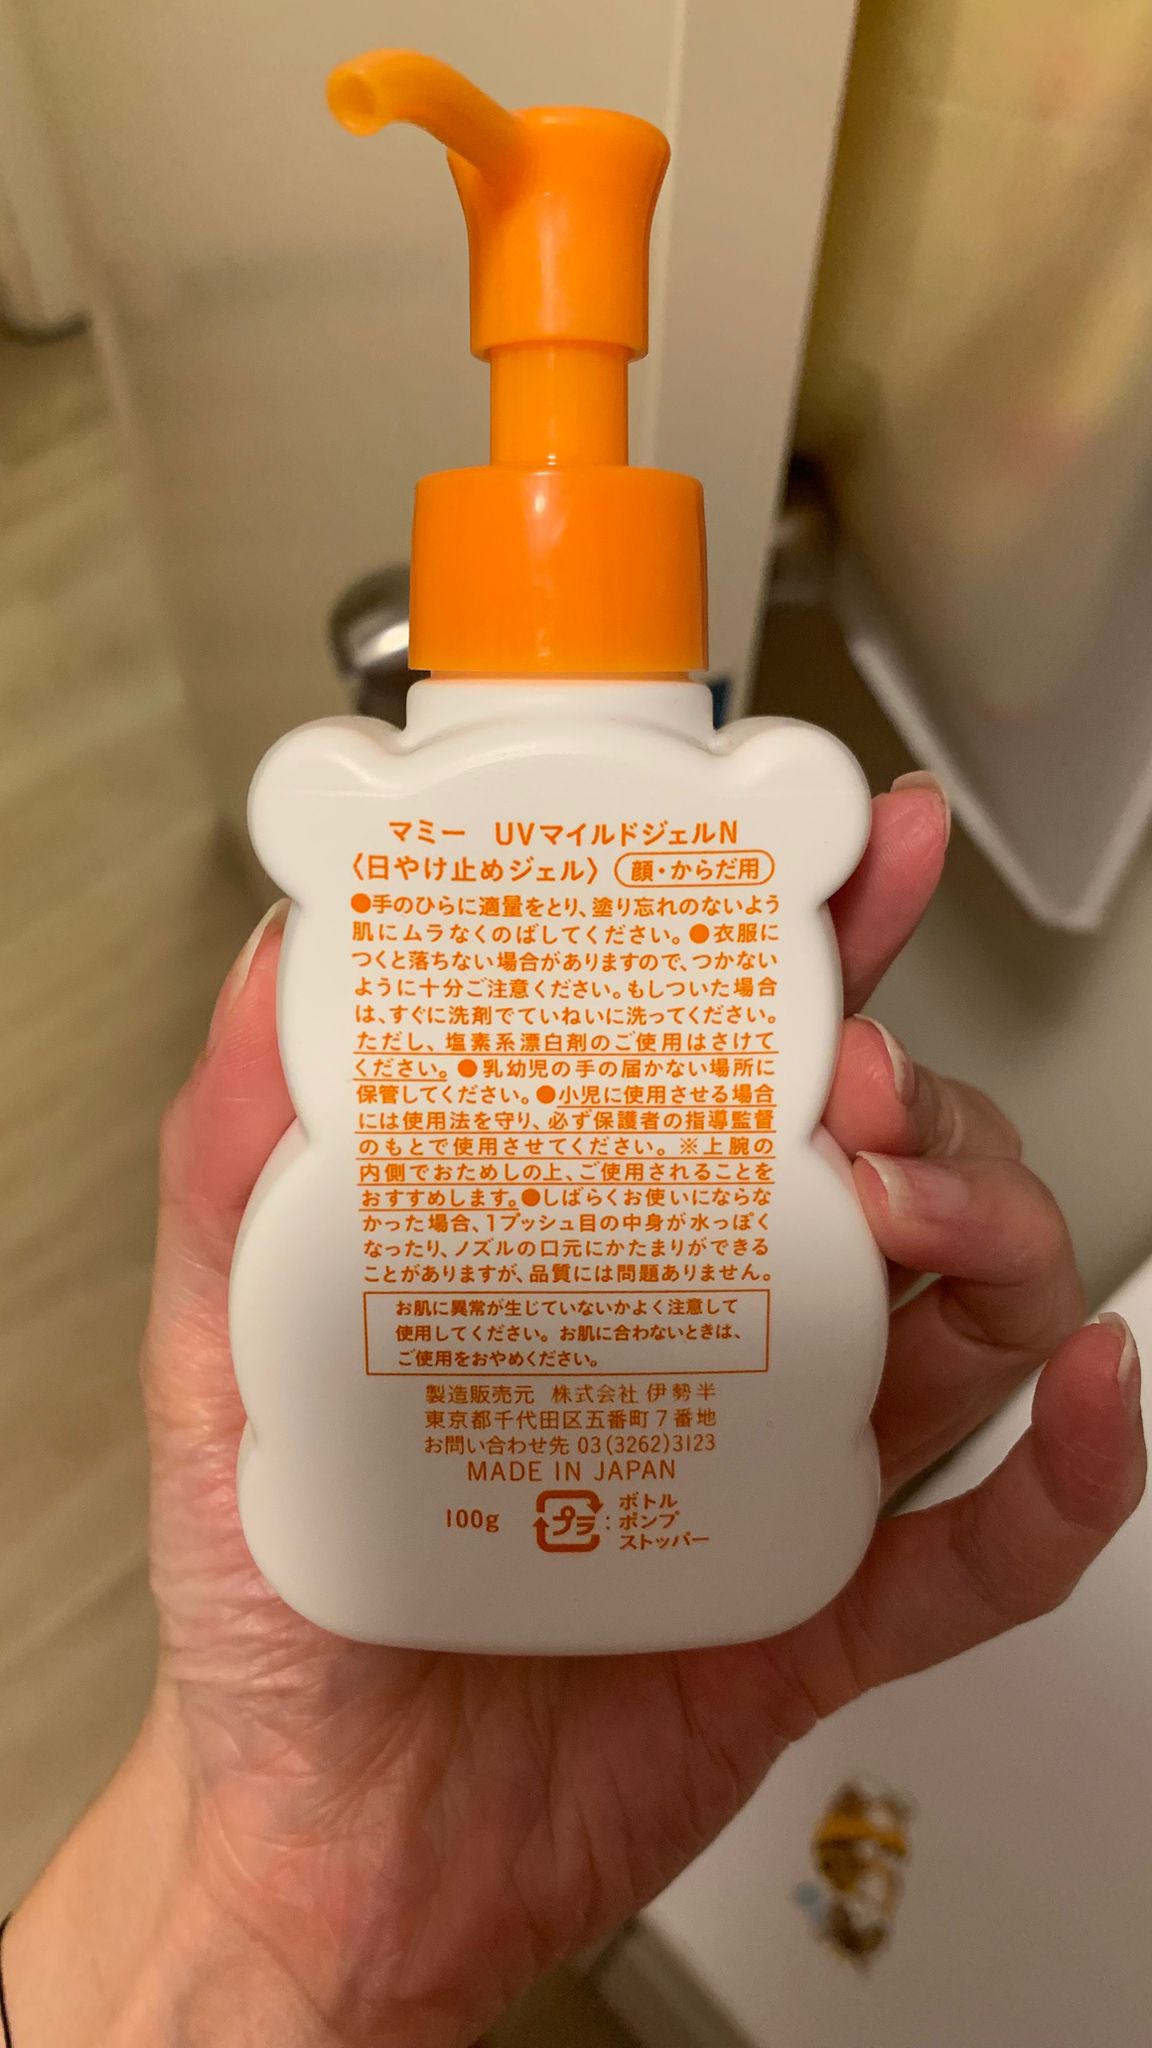 マミー UVマイルドジェルN
〈日やけ止めジェル〉 顔・からだ用
●手のひらに適量をとり、塗り忘れのないよう
肌にムラなくのばしてください。●衣服に
つくと落ちない場合がありますので、つかない
ように十分ご注意ください。もしついた場合
は、すぐに洗剤でていねいに洗ってください。
ただし、塩素系漂白剤のご使用はさけて
ください。●乳幼児の手の届かない場所に
保管してください。●小児に使用させる場合
には使用法を守り、必ず保護者の指導監督
のもとで使用させてください。※上腕の
内側でおためしの上、ご使用されることを
おすすめします。●しばらくお使いにならな
かった場合、1プッシュ目の中身が水っぽく
なったり、ノズルの口元にかたまりができる
ことがありますが、品質には問題ありません。
お肌に異常が生じていないかよく注意して
使用してください。お肌に合わないときは、
ご使用をおやめください。
製造販売元 株式会社 伊勢半
東京都千代田区五番町7番地
お問い合わせ先 03(3262)3123
MADE IN JAPAN
100g プラ : ボトル
ポンプ
ストッパー